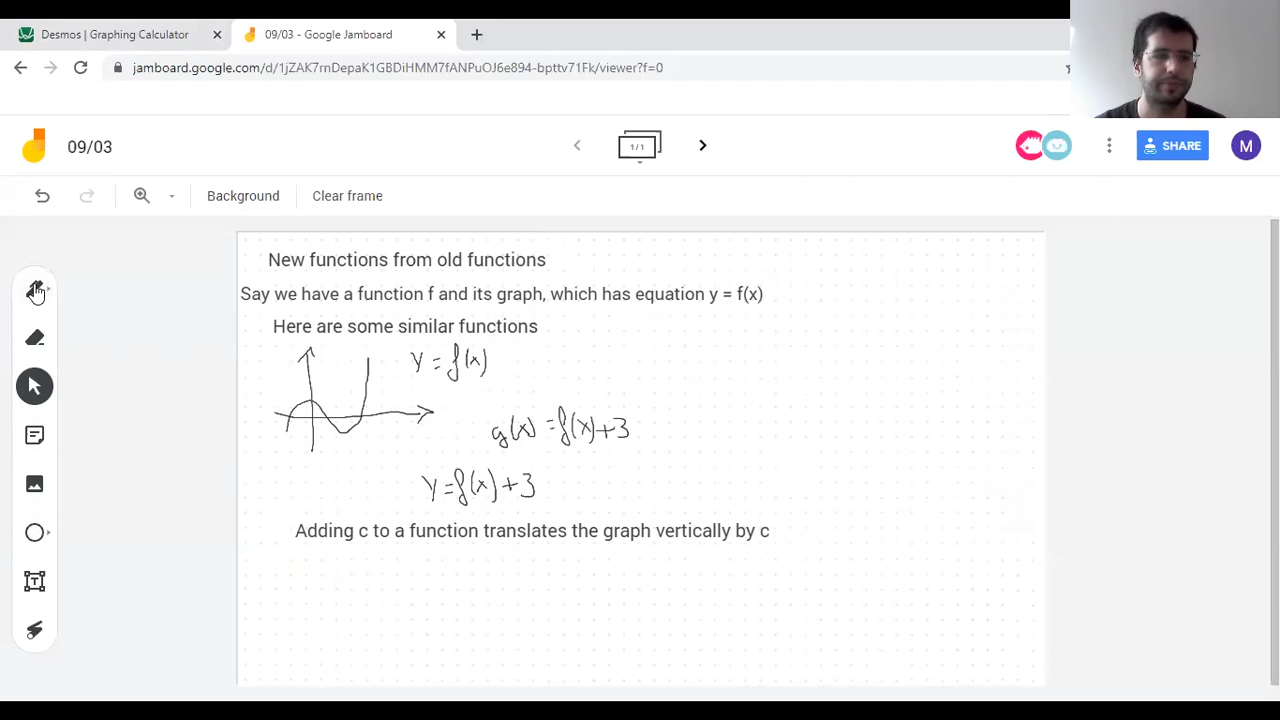 Desmos | Graphing Calculator
09/03 - Google Jamboard
jamboard.google.com/d/1jZAK7rnDepaK1GBDiHMM7fANPuOJ6e894-bpttv71Fk/viewer?f=0
09/03
1/1
SHARE
M
Background
Clear frame
New functions from old functions
Say we have a function f and its graph, which has equation y = f(x)
Here are some similar functions
y = f(x)
g(x) = f(x)+3
y = f(x) + 3
Adding c to a function translates the graph vertically by c